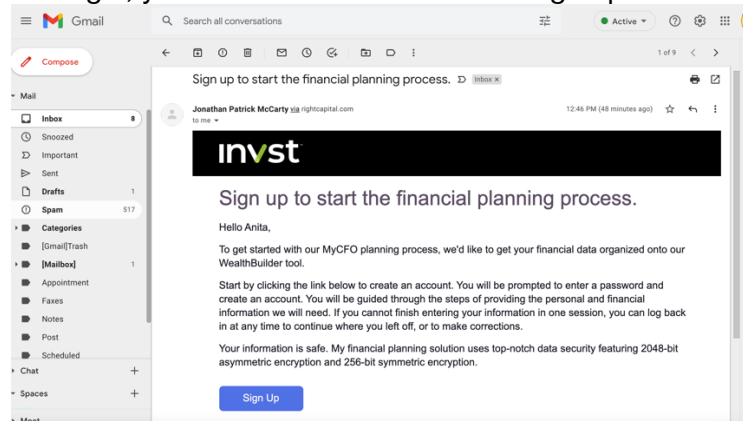 Gmail
Search all conversations
Active
Compose
1 of 9
Mail
Inbox 8
Snoozed
Important
Sent
Drafts 1
Spam 517
Categories
[Gmail]Trash
[Mailbox] 1
Appointment
Faxes
Notes
Post
Scheduled
Chat
Spaces
Sign up to start the financial planning process. Inbox x
Jonathan Patrick McCarty via rightcapital.com 12:46 PM (48 minutes ago)
to me
invst
Sign up to start the financial planning process.
Hello Anita,
To get started with our MyCFO planning process, we'd like to get your financial data organized onto our
WealthBuilder tool.
Start by clicking the link below to create an account. You will be prompted to enter a password and
create an account. You will be guided through the steps of providing the personal and financial
information we will need. If you cannot finish entering your information in one session, you can log back
in at any time to continue where you left off, or to make corrections.
Your information is safe. My financial planning solution uses top-notch data security featuring 2048-bit
asymmetric encryption and 256-bit symmetric encryption.
Sign Up